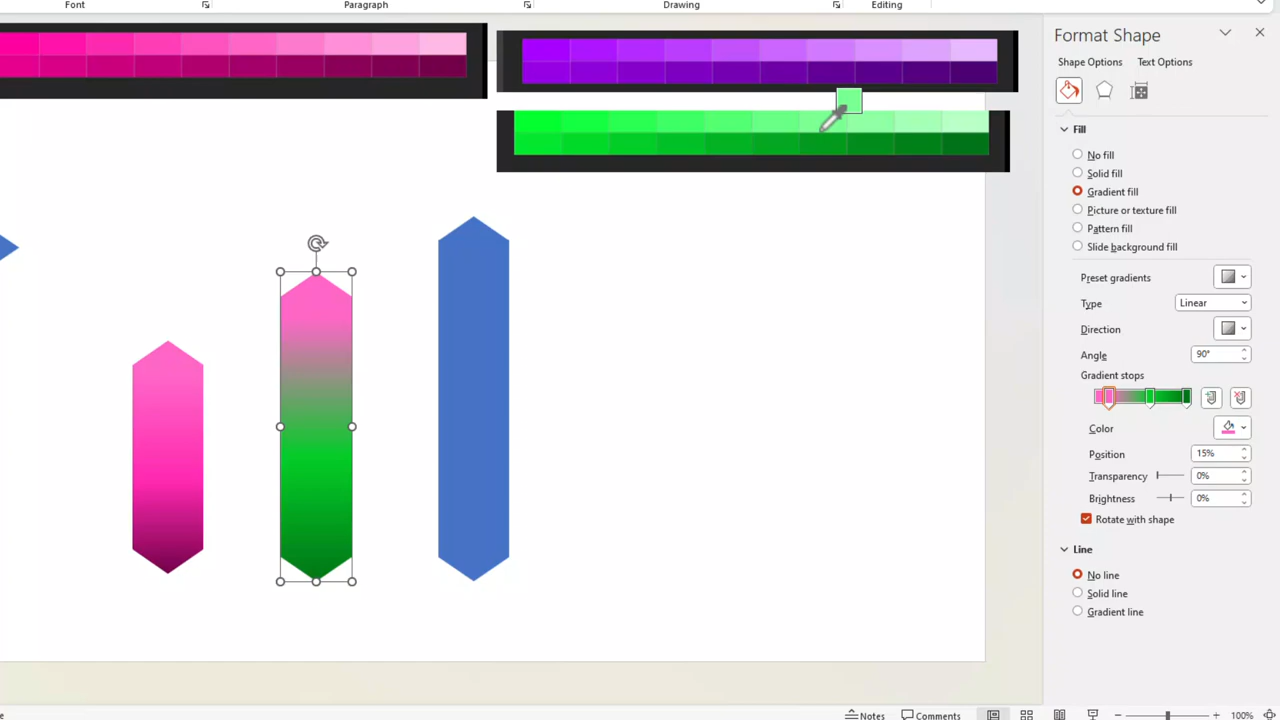 Font
Paragraph
Drawing
Editing
Format Shape
Shape Options
Text Options
Fill
No fill
Solid fill
Gradient fill
Picture or texture fill
Pattern fill
Slide background fill
Preset gradients
Type
Linear
Direction
Angle
90°
Gradient stops
Color
Position
15%
Transparency
0%
Brightness
0%
Rotate with shape
Line
No line
Solid line
Gradient line
Notes
Comments
100%